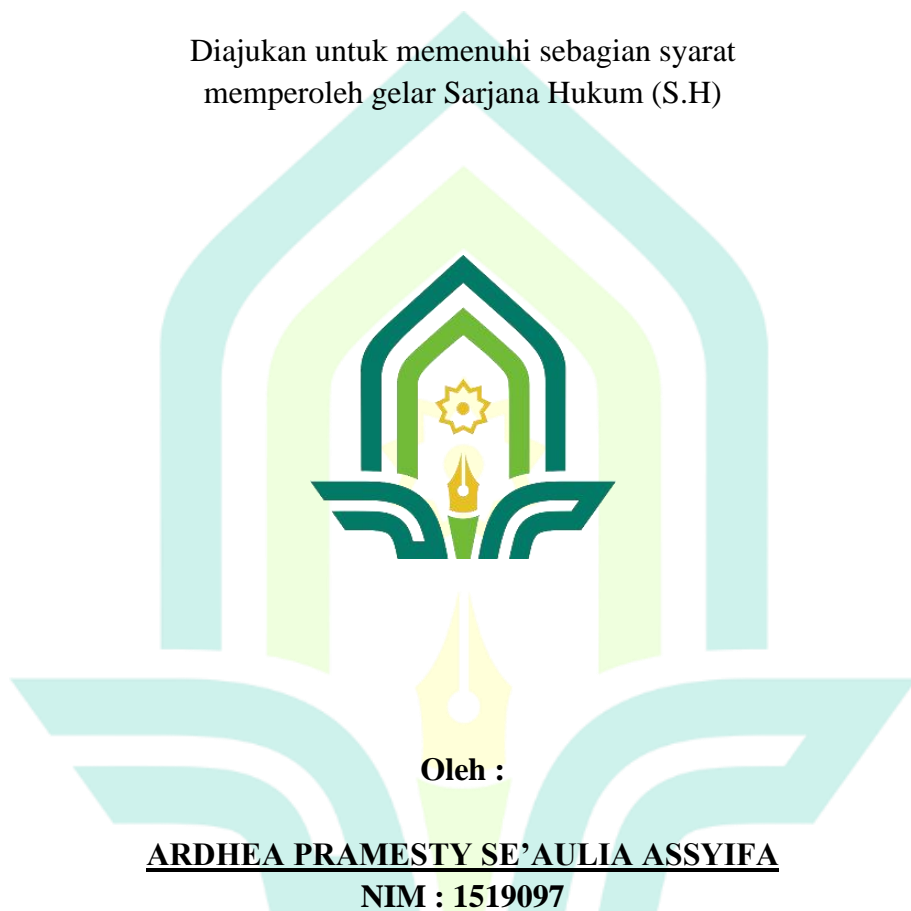 Diajukan untuk memenuhi sebagian syarat
memperoleh gelar Sarjana Hukum (S.H)
Oleh :
ARDHEA PRAMESTY SE’AULIA ASSYIFA
NIM : 1519097